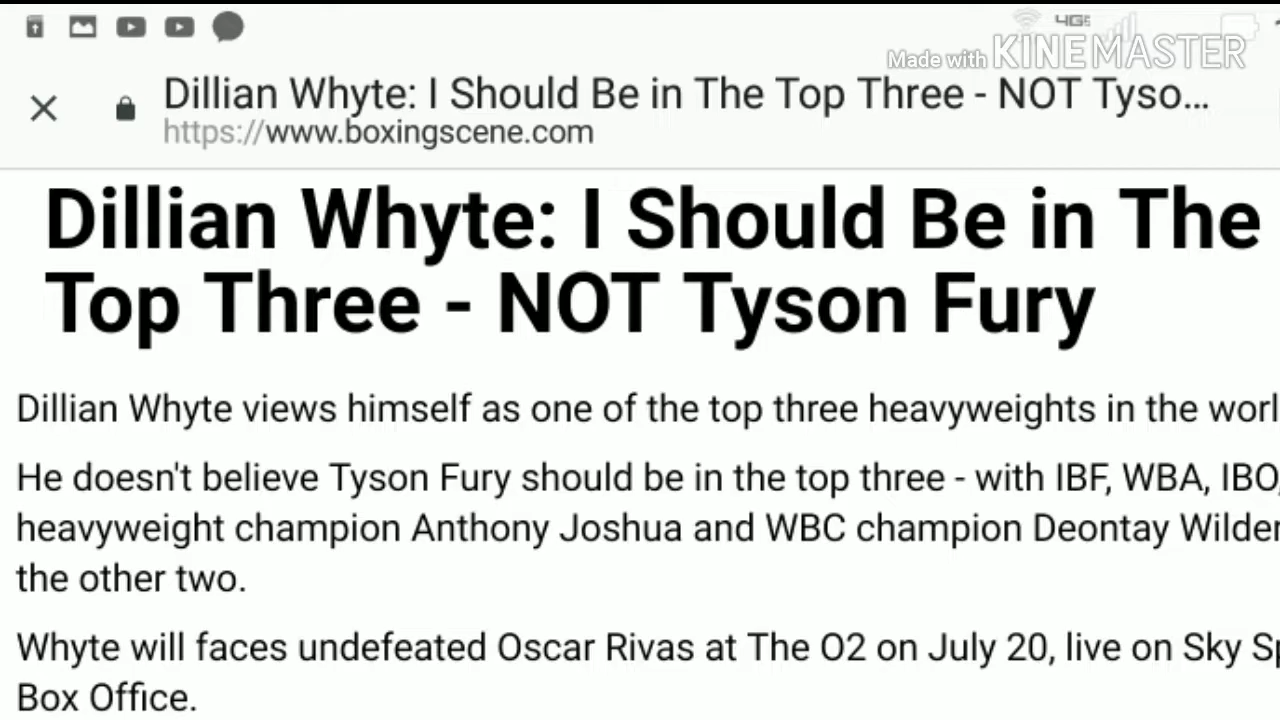 4GE
Made with KINEMASTER
Dillian Whyte: I Should Be in The Top Three - NOT Tyso...
https://www.boxingscene.com
Dillian Whyte: I Should Be in The
Top Three - NOT Tyson Fury
Dillian Whyte views himself as one of the top three heavyweights in the worl
He doesn't believe Tyson Fury should be in the top three - with IBF, WBA, IBO,
heavyweight champion Anthony Joshua and WBC champion Deontay Wilder
the other two.
Whyte will faces undefeated Oscar Rivas at The O2 on July 20, live on Sky Sp
Box Office.